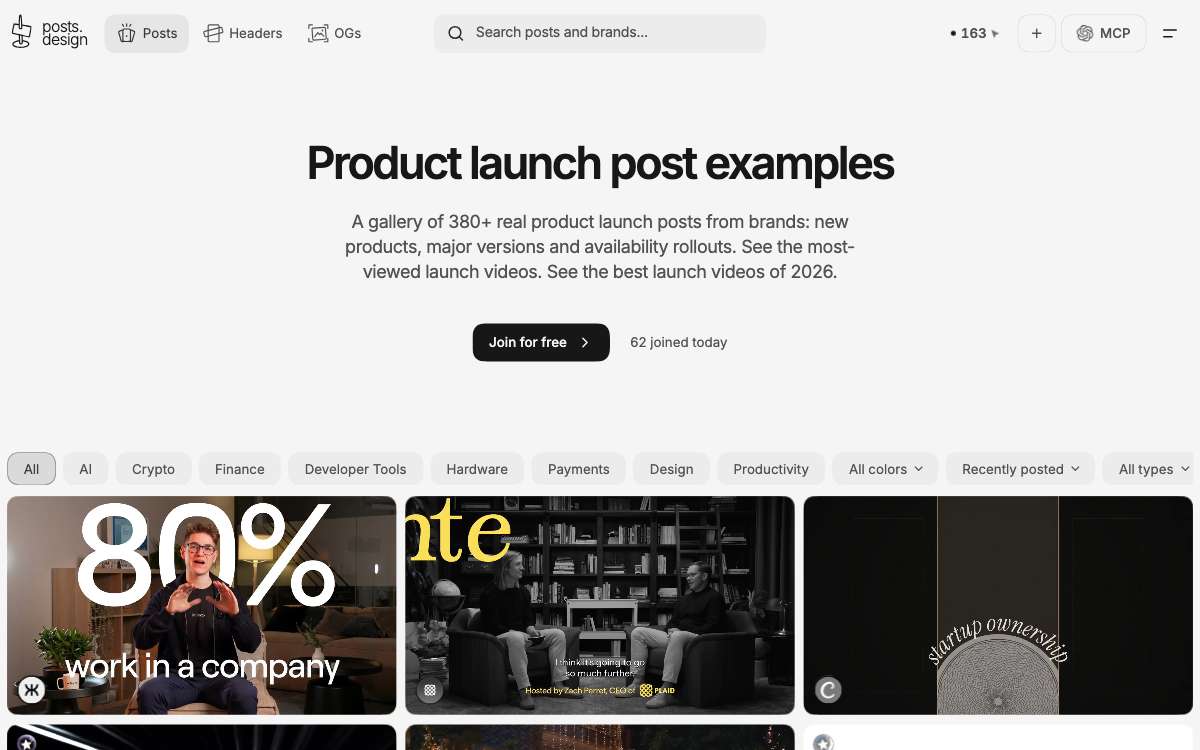 posts.
design
Posts
Headers
OGs
Search posts and brands...
163
+
MCP
Product launch post examples
A gallery of 380+ real product launch posts from brands: new
products, major versions and availability rollouts. See the most-
viewed launch videos. See the best launch videos of 2026.
Join for free
62 joined today
All
AI
Crypto
Finance
Developer Tools
Hardware
Payments
Design
Productivity
All colors
Recently posted
All types
80%
work in a company
nte
I think it's going to go
so much further.
Hosted by Zach Perret, CEO of PLAID
startup ownership